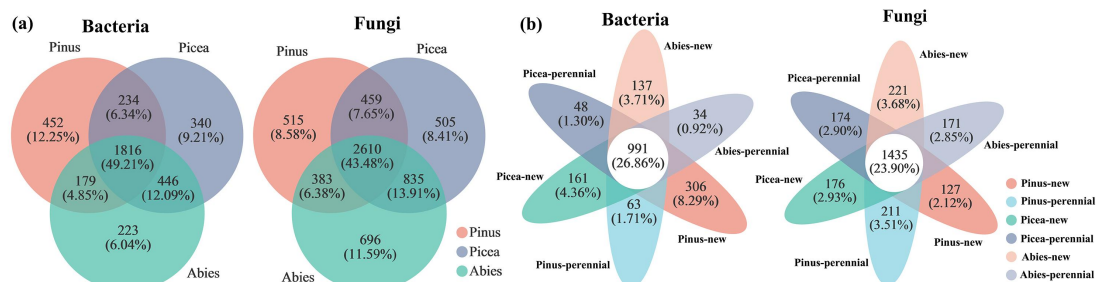 (a)
Bacteria
Pinus
Picea
234
(6.34%)
452
(12.25%)
340
(9.21%)
1816
(49.21%)
179
(4.85%)
446
(12.09%)
223
(6.04%)
Abies
Fungi
Pinus
Picea
459
(7.65%)
515
(8.58%)
505
(8.41%)
2610
(43.48%)
383
(6.38%)
835
(13.91%)
696
(11.59%)
Abies
Pinus
Picea
Abies
(b)
Bacteria
Abies-new
Picea-perennial
137
(3.71%)
48
(1.30%)
34
(0.92%)
991
(26.86%)
Abies-perennial
Picea-new
161
(4.36%)
306
(8.29%)
63
(1.71%)
Pinus-new
Pinus-perennial
Fungi
Abies-new
Picea-perennial
221
(3.68%)
174
(2.90%)
171
(2.85%)
Abies-perennial
1435
(23.90%)
Picea-new
176
(2.93%)
127
(2.12%)
211
(3.51%)
Pinus-new
Pinus-perennial
Pinus-new
Pinus-perennial
Picea-new
Picea-perennial
Abies-new
Abies-perennial